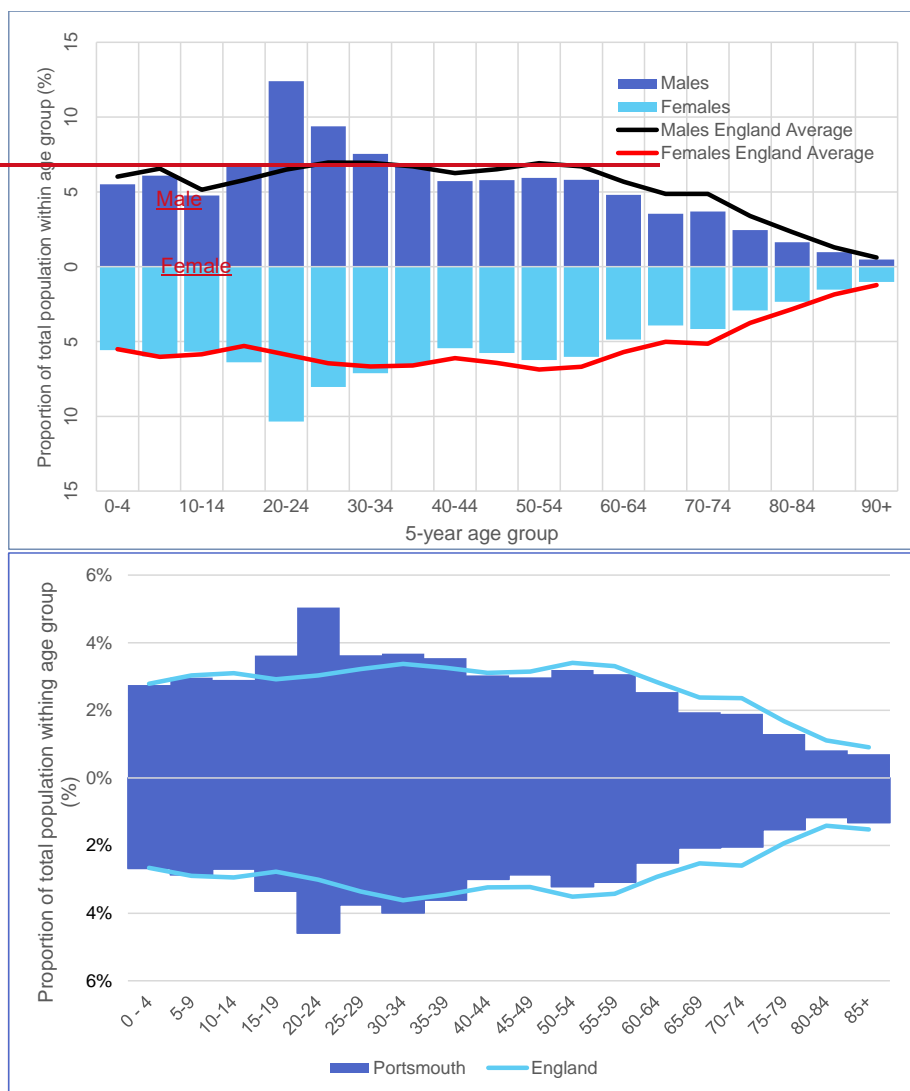 Proportion of total population within age group (%)
15
10
5
0
5
10
15
Males
Females
Males England Average
Females England Average
Male
Female
0-4 10-14 20-24 30-34 40-44 50-54 60-64 70-74 80-84 90+
5-year age group
Proportion of total population withing age group
(%)
6%
4%
2%
0%
2%
4%
6%
0 - 4 5-9 10-14 15-19 20-24 25-29 30-34 35-39 40-44 45-49 50-54 55-59 60-64 65-69 70-74 75-79 80-84 85+
Portsmouth England